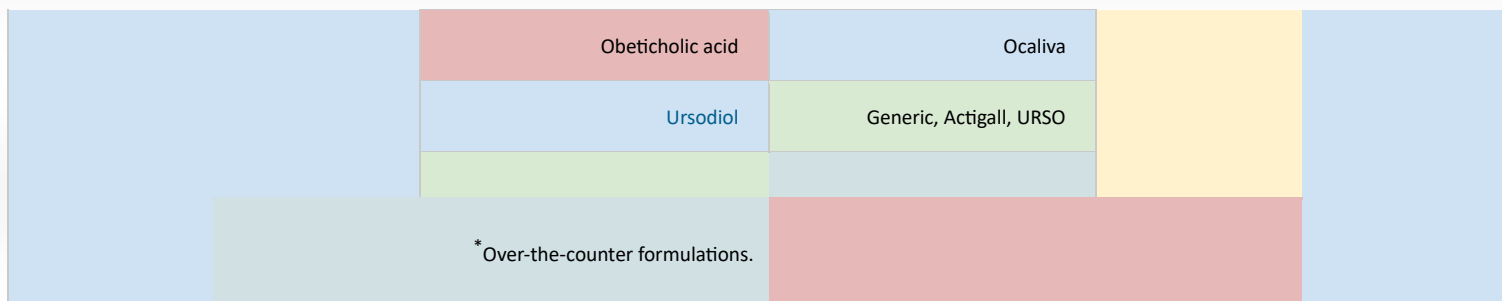 Obeticholic acid Ocaliva
Ursodiol Generic, Actigall, URSO
*Over-the-counter formulations.